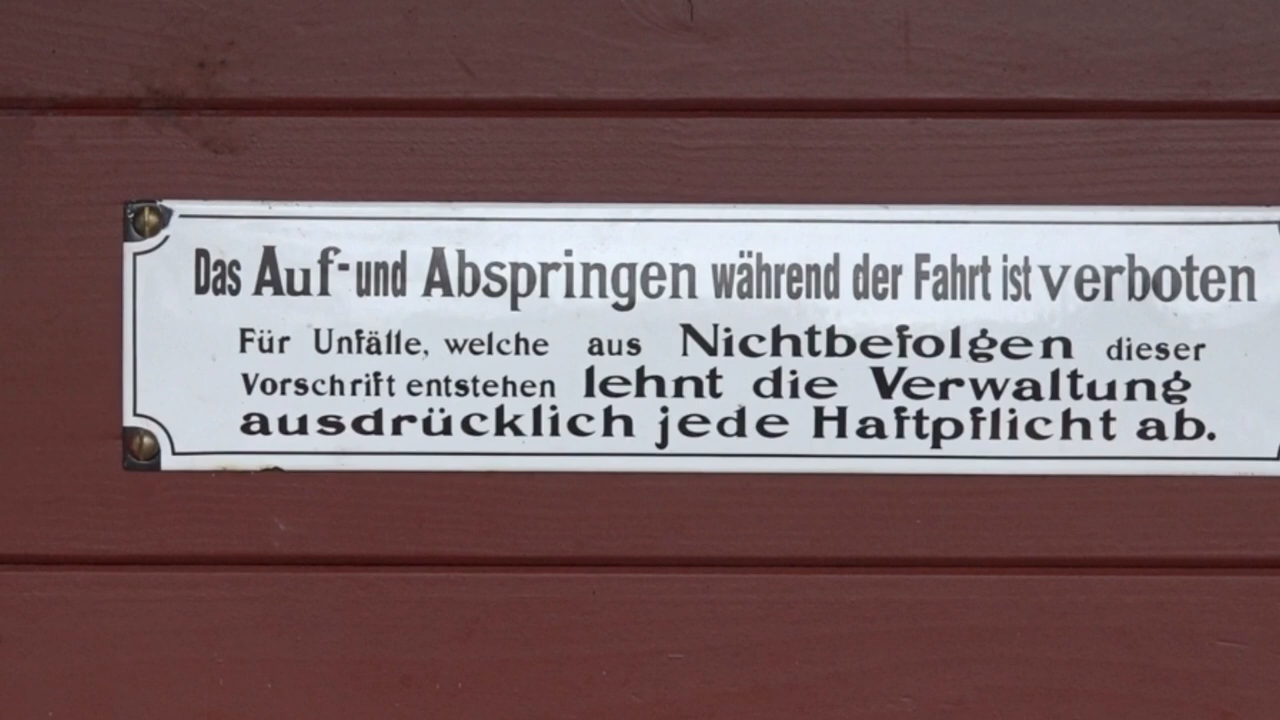 Das Auf- und Abspringen während der Fahrt ist verboten
Für Unfälle, welche aus Nichtbefolgen dieser
Vorschrift entstehen lehnt die Verwaltung
ausdrücklich jede Haftpflicht ab.